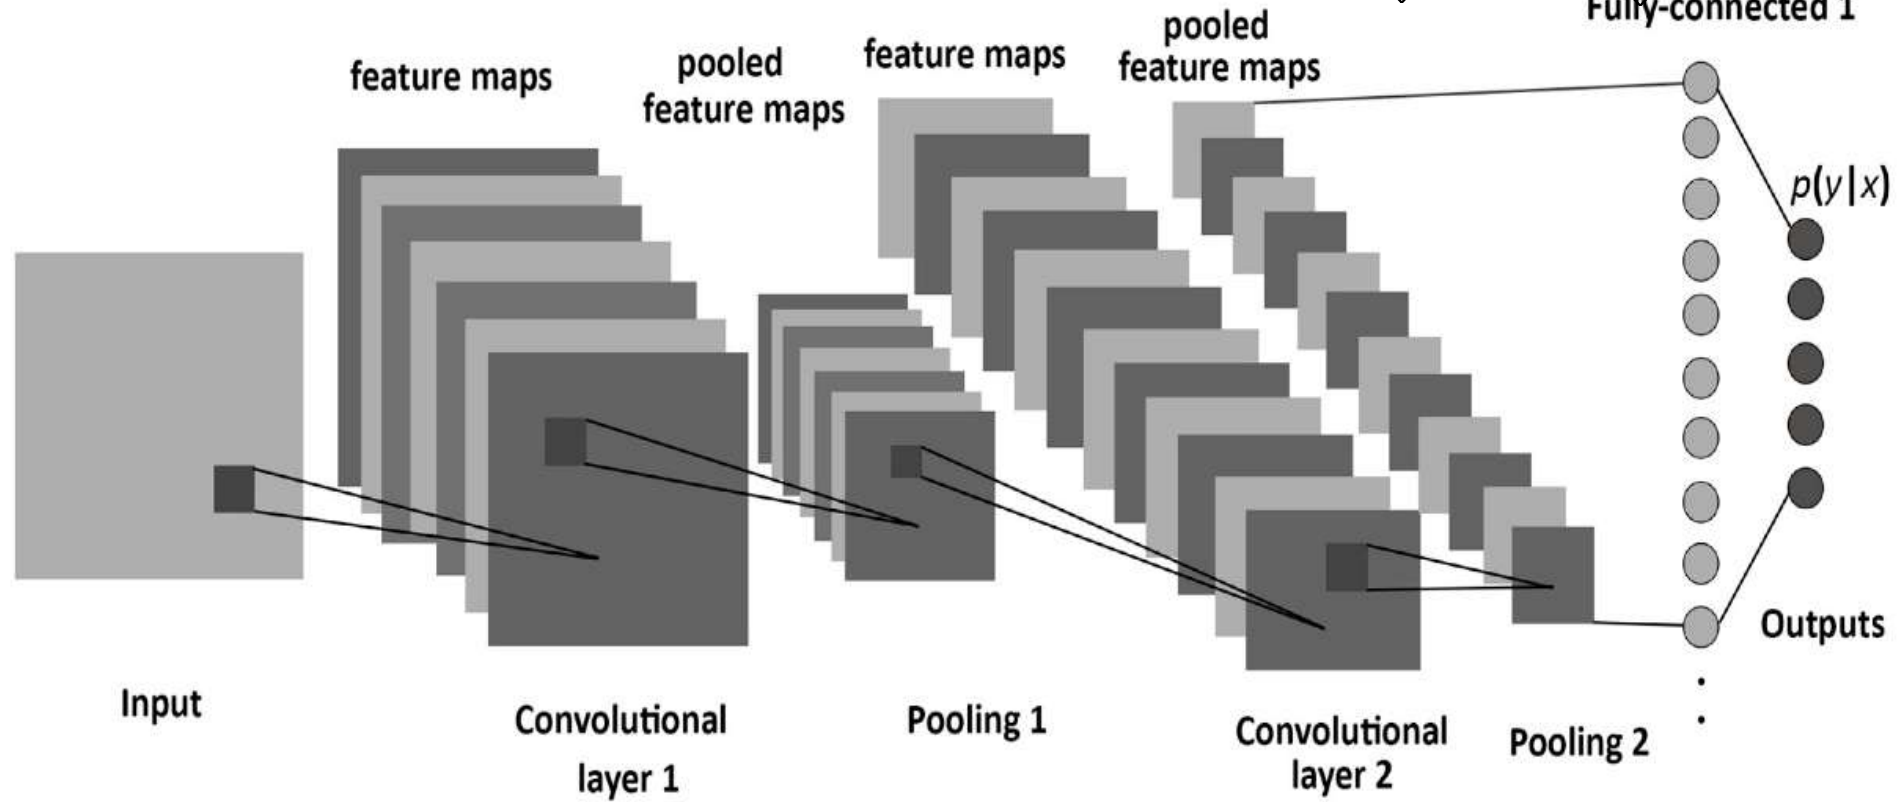 Fully-connected 1
pooled
feature maps
feature maps
feature maps
pooled
feature maps
p(y|x)
Outputs
Input
Convolutional
layer 1
Pooling 1
Convolutional
layer 2
Pooling 2